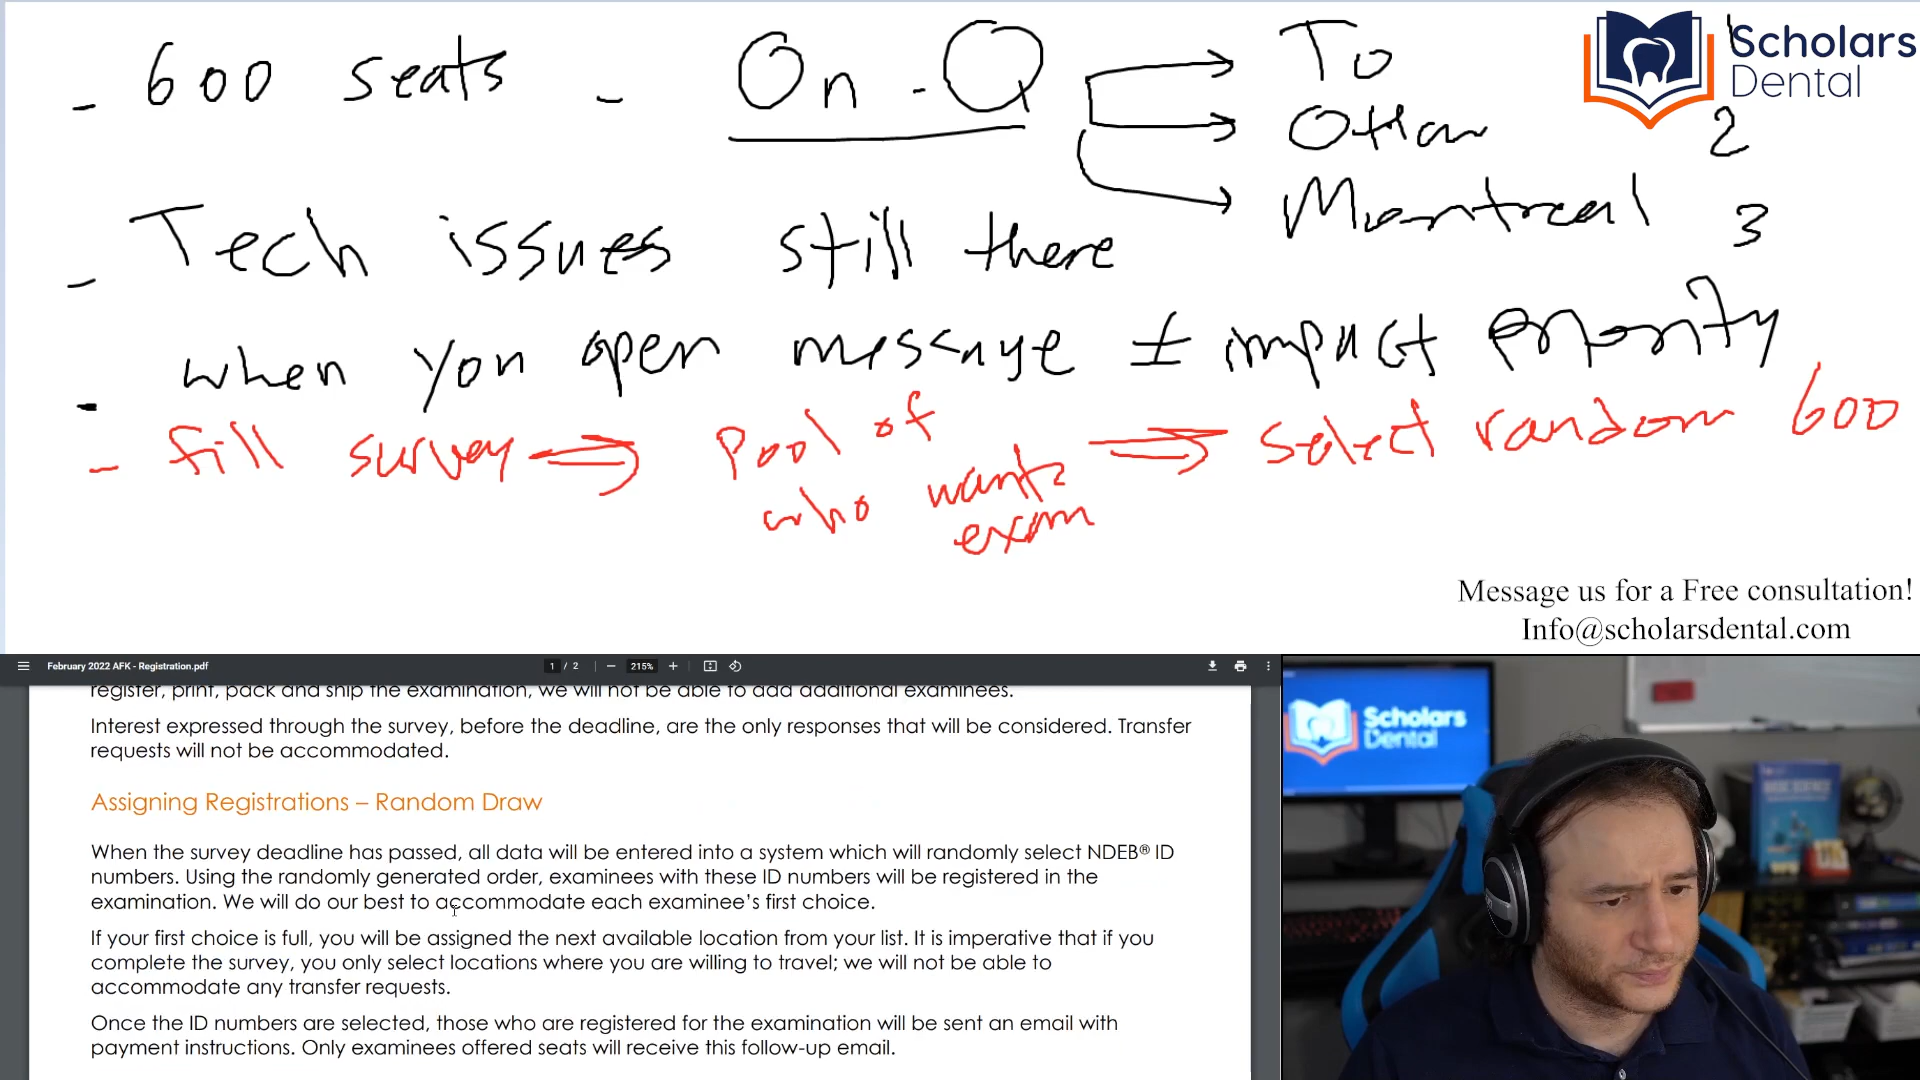 - 600 seats - On-Q To 1
Scholars
Dental
Ottaw 2
Montreal 3
- Tech issues still there
- when you open message ± impact priority
- fill survey ⇒ Pool of who wants exam ⇒ select random 600
Message us for a Free consultation!
Info@scholarsdental.com
February 2022 AFK - Registration.pdf
1 / 2
215%
register, print, pack and ship the examination, we will not be able to add additional examinees.
Interest expressed through the survey, before the deadline, are the only responses that will be considered. Transfer
requests will not be accommodated.
Assigning Registrations – Random Draw
When the survey deadline has passed, all data will be entered into a system which will randomly select NDEB® ID
numbers. Using the randomly generated order, examinees with these ID numbers will be registered in the
examination. We will do our best to accommodate each examinee's first choice.
If your first choice is full, you will be assigned the next available location from your list. It is imperative that if you
complete the survey, you only select locations where you are willing to travel; we will not be able to
accommodate any transfer requests.
Once the ID numbers are selected, those who are registered for the examination will be sent an email with
payment instructions. Only examinees offered seats will receive this follow-up email.
Scholars
Dental